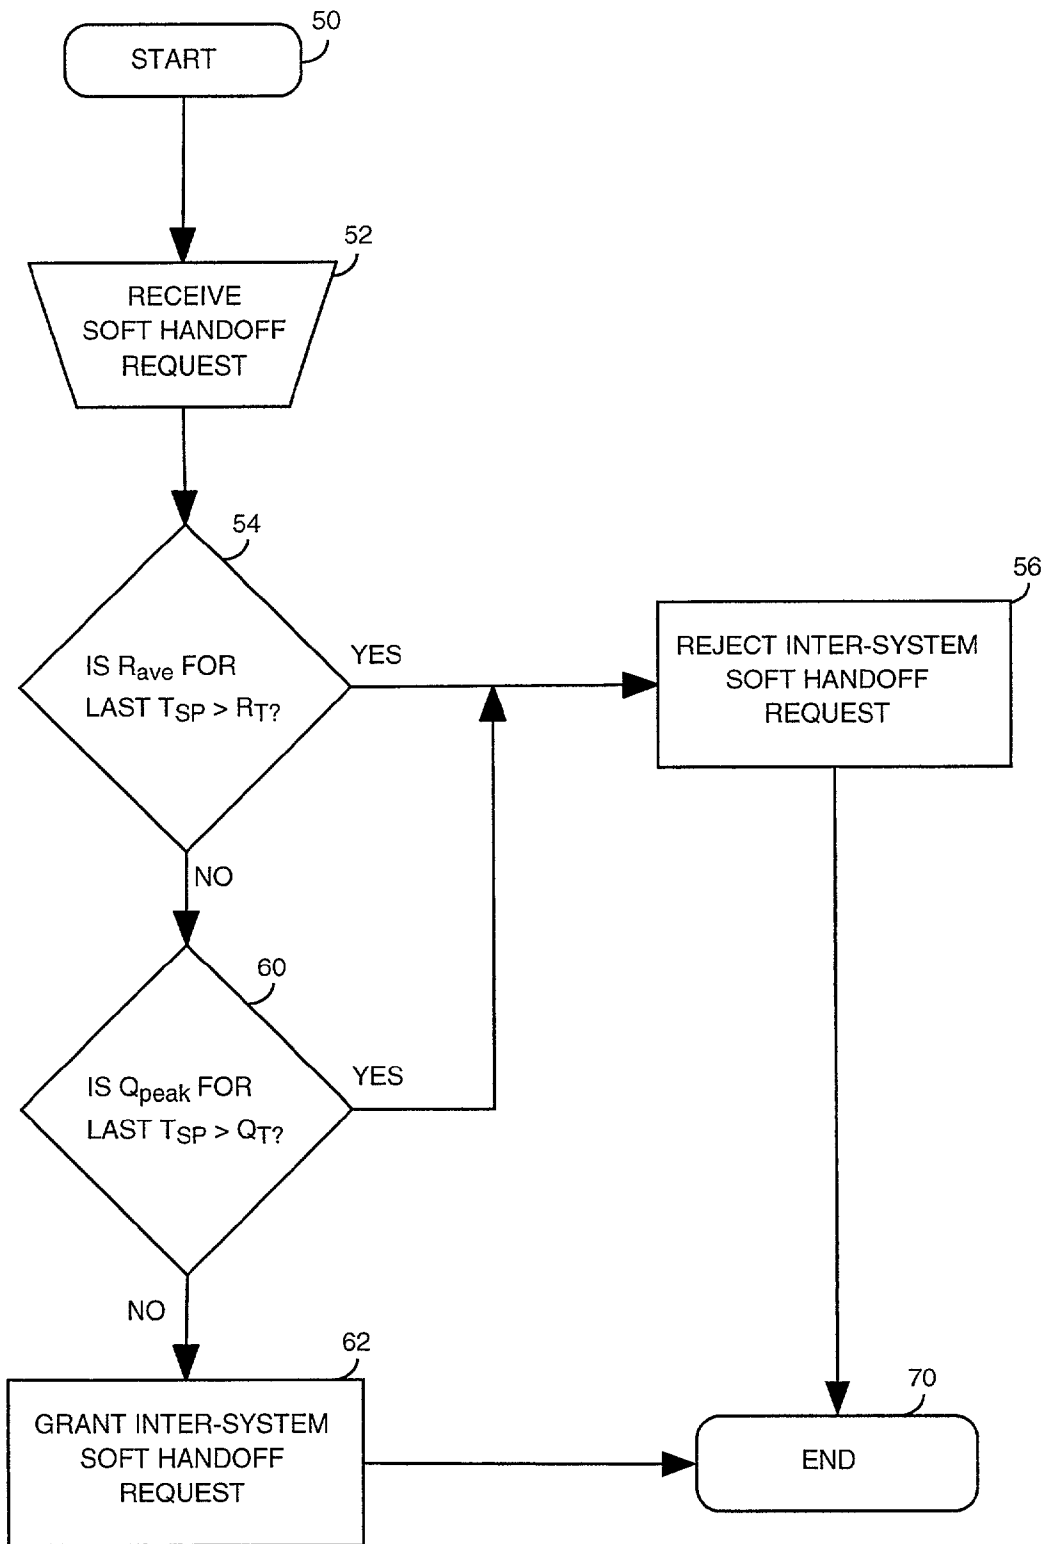 50
START
52
RECEIVE
SOFT HANDOFF
REQUEST
54
IS Rave FOR
LAST TSP > RT?
YES
56
REJECT INTER-SYSTEM
SOFT HANDOFF
REQUEST
NO
60
IS Qpeak FOR
LAST TSP > QT?
YES
NO
62
GRANT INTER-SYSTEM
SOFT HANDOFF
REQUEST
70
END